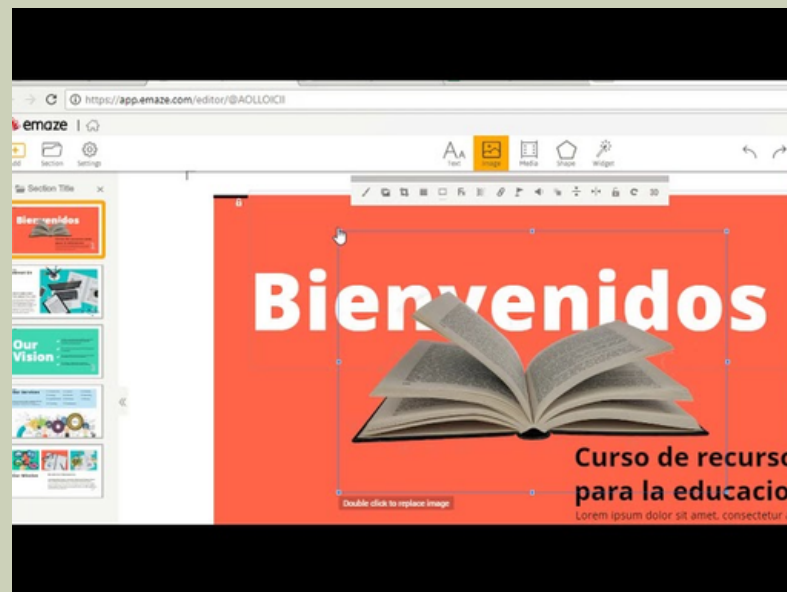 https://app.emaze.com/editor/@AOLLOICII
emaze
Add
Section
Settings
Text
Image
Media
Shape
Widget
Section Title
Bienvenidos
Our
Vision
Bienvenidos
Curso de recurso
para la educacio
Lorem ipsum dolor sit amet, consectetur a
Double click to replace image